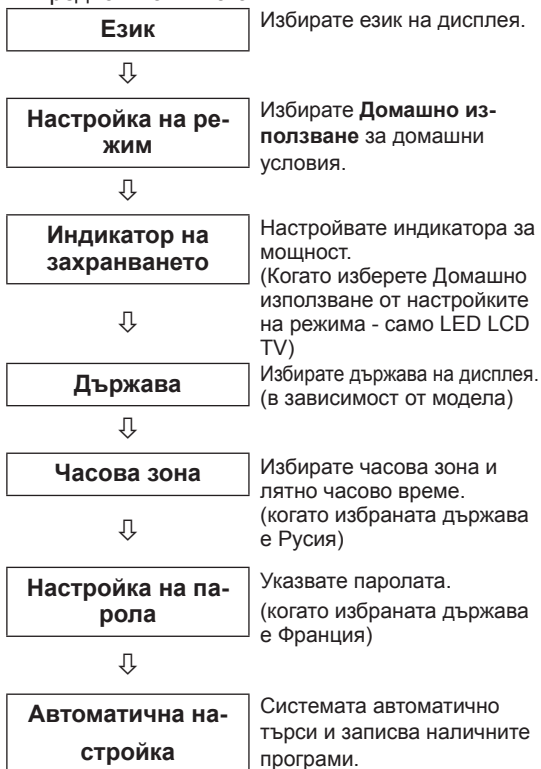 Език
Избирате език на дисплея.
Настройка на ре-
жим
Избирате Домашно из-
ползване за домашни
условия.
Индикатор на
захранването
Настройвате индикатора за
мощност.
(Когато изберете Домашно
използване от настройките
на режима - само LED LCD
TV)
Държава
Избирате държава на дисплея.
(в зависимост от модела)
Часова зона
Избирате часова зона и
лятно часово време.
(когато избраната държава
е Русия)
Настройка на па-
рола
Указвате паролата.
(когато избраната държава
е Франция)
Автоматична на-
стройка
Системата автоматично
търси и записва наличните
програми.